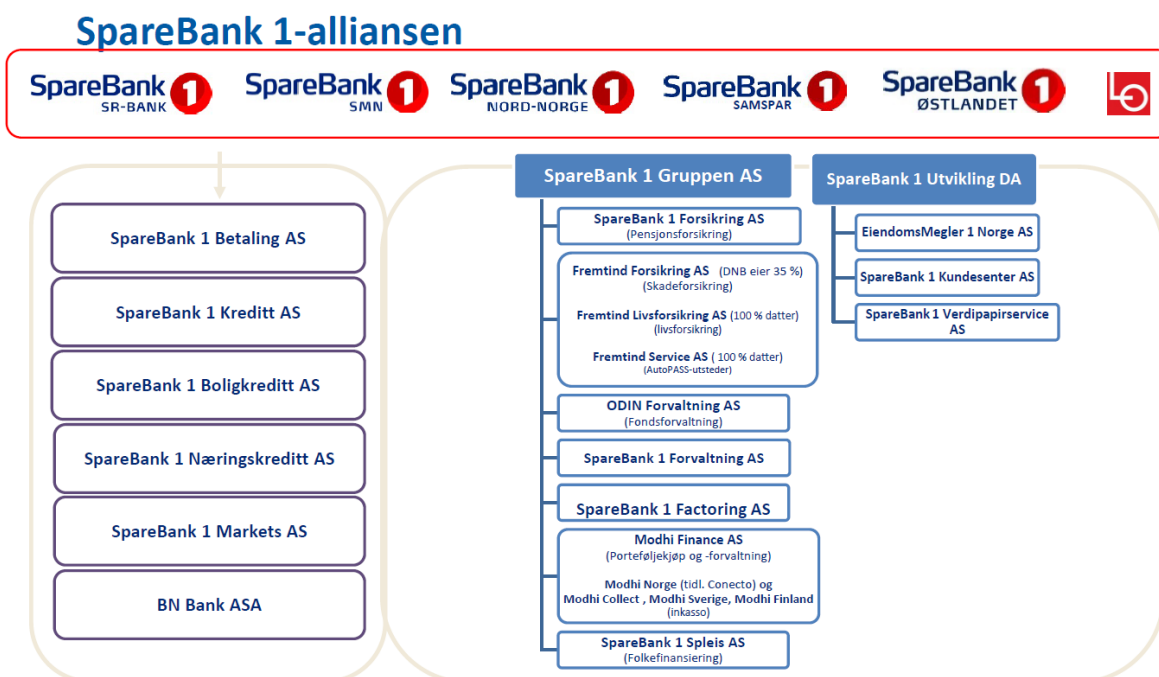 SpareBank 1-alliansen
SpareBank 1
SR-BANK
SpareBank 1
SMN
SpareBank 1
NORD-NORGE
SpareBank 1
SAMSPAR
SpareBank 1
ØSTLANDET
LO
SpareBank 1 Betaling AS
SpareBank 1 Kreditt AS
SpareBank 1 Boligkreditt AS
SpareBank 1 Næringskreditt AS
SpareBank 1 Markets AS
BN Bank ASA
SpareBank 1 Gruppen AS
SpareBank 1 Forsikring AS
(Pensjonsforsikring)
Fremtind Forsikring AS (DNB eier 35 %)
(Skadeforsikring)
Fremtind Livsforsikring AS (100 % datter)
(livsforsikring)
Fremtind Service AS ( 100 % datter)
(AutoPASS-utsteder)
ODIN Forvaltning AS
(Fondsforvaltning)
SpareBank 1 Forvaltning AS
SpareBank 1 Factoring AS
Modhi Finance AS
(Porteføljekjøp og -forvaltning)
Modhi Norge (tidl. Conecto) og
Modhi Collect , Modhi Sverige, Modhi Finland
(inkasso)
SpareBank 1 Spleis AS
(Folkefinansiering)
SpareBank 1 Utvikling DA
EiendomsMegler 1 Norge AS
SpareBank 1 Kundesenter AS
SpareBank 1 Verdipapirservice
AS